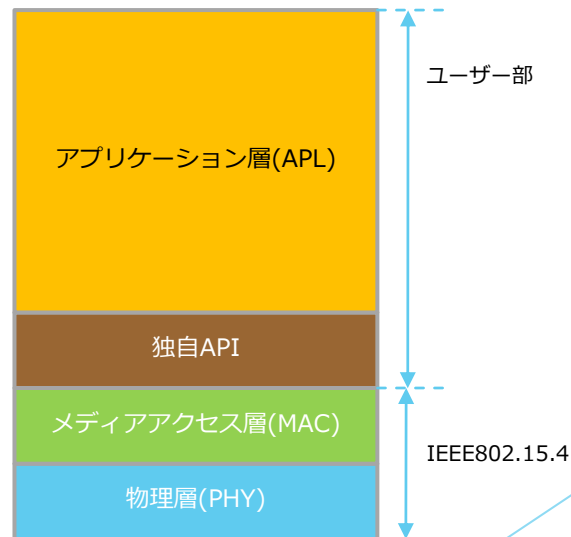 ユーザー部
アプリケーション層(APL)
独自API
メディアアクセス層(MAC)
IEEE802.15.4
物理層(PHY)